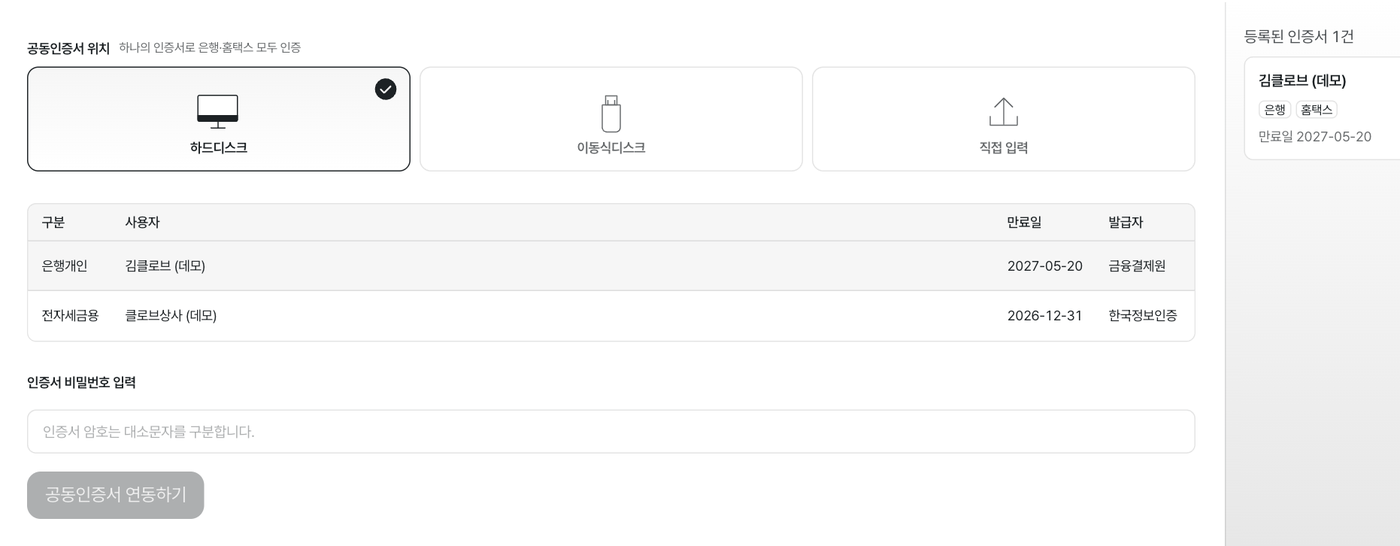 공동인증서 위치 하나의 인증서로 은행·홈택스 모두 인증
하드디스크
이동식디스크
직접 입력
구분 사용자 만료일 발급자
은행개인 김클로브 (데모) 2027-05-20 금융결제원
전자세금용 클로브상사 (데모) 2026-12-31 한국정보인증
인증서 비밀번호 입력
인증서 암호는 대소문자를 구분합니다.
공동인증서 연동하기
등록된 인증서 1건
김클로브 (데모)
은행 홈택스
만료일 2027-05-20